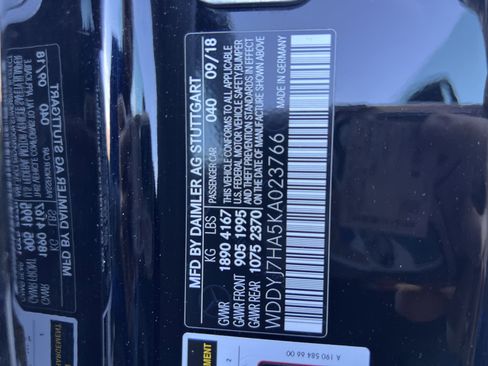 MFD BY DAIMLER AG STUTTGART
PASSENGER CAR 040 09/18
KG LBS
GVWR 1890 4167
GAWR FRONT 905 1995
GAWR REAR 1075 2370
THIS VEHICLE CONFORMS TO ALL APPLICABLE
U.S. FEDERAL MOTOR VEHICLE SAFETY, BUMPER
AND THEFT PREVENTION STANDARDS IN EFFECT
ON THE DATE OF MANUFACTURE SHOWN ABOVE
WDDYJ7HA5KA023766
MADE IN GERMANY
A 190 584 66 00
2